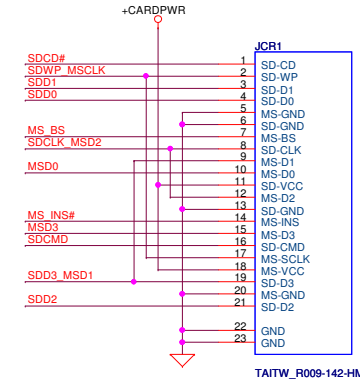 +CARDPWR
JCR1
SDCD# 1 SD-CD
SDWP_MSCLK 2 SD-WP
SDD1 3 SD-D1
SDD0 4 SD-D0
5 MS-GND
6 SD-GND
MS_BS 7 MS-BS
SDCLK_MSD2 8 SD-CLK
9 MS-D1
MSD0 10 MS-D0
11 SD-VCC
12 MS-D2
13 SD-GND
MS_INS# 14 MS-INS
MSD3 15 MS-D3
SDCMD 16 SD-CMD
17 MS-SCLK
18 MS-VCC
SDD3_MSD1 19 SD-D3
20 MS-GND
SDD2 21 SD-D2
22 GND
23 GND
TAITW_R009-142-HM